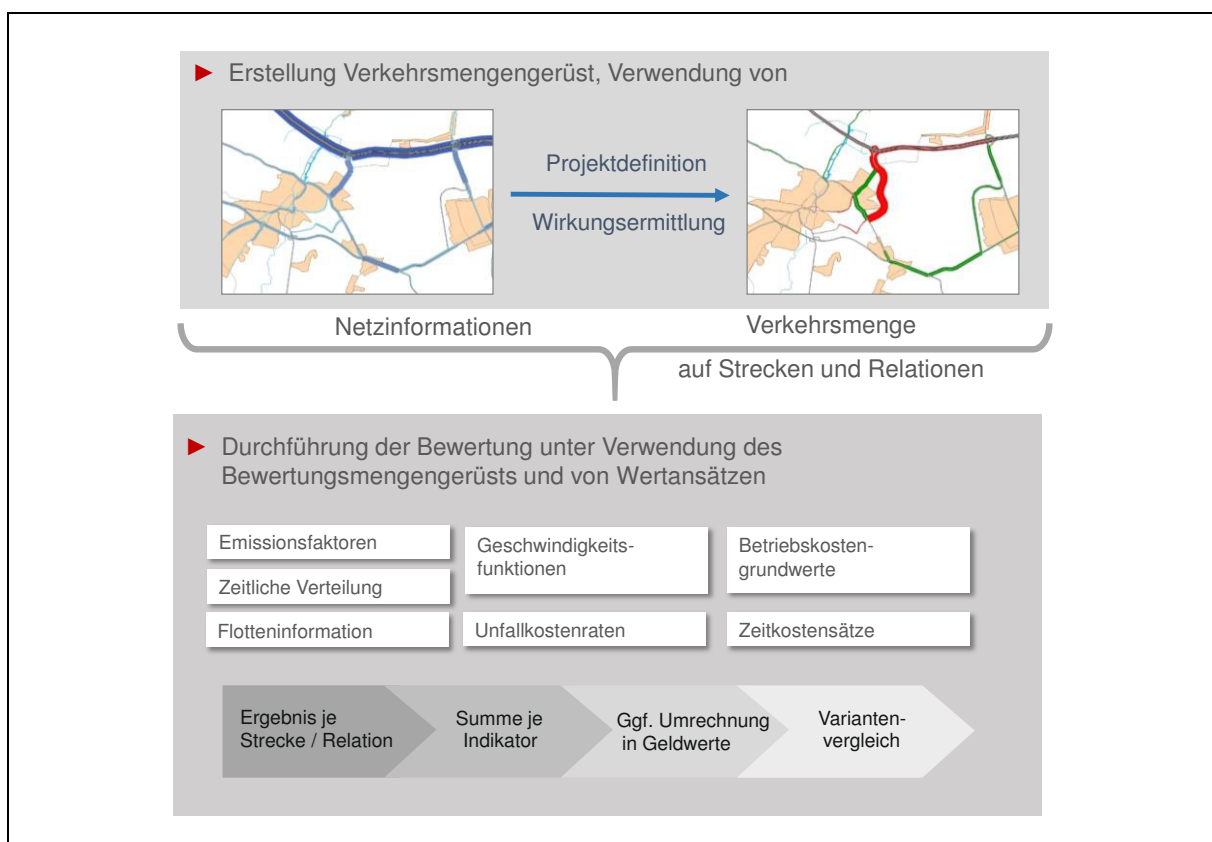 Erstellung Verkehrsmengengerüst, Verwendung von
Projektdefinition
Wirkungsermittlung
Netzinformationen
Verkehrsmenge
auf Strecken und Relationen
Durchführung der Bewertung unter Verwendung des
Bewertungsmengengerüsts und von Wertansätzen
Emissionsfaktoren
Zeitliche Verteilung
Flotteninformation
Geschwindigkeits-
funktionen
Unfallkostenraten
Betriebskosten-
grundwerte
Zeitkostensätze
Ergebnis je
Strecke / Relation
Summe je
Indikator
Ggf. Umrechnung
in Geldwerte
Varianten-
vergleich